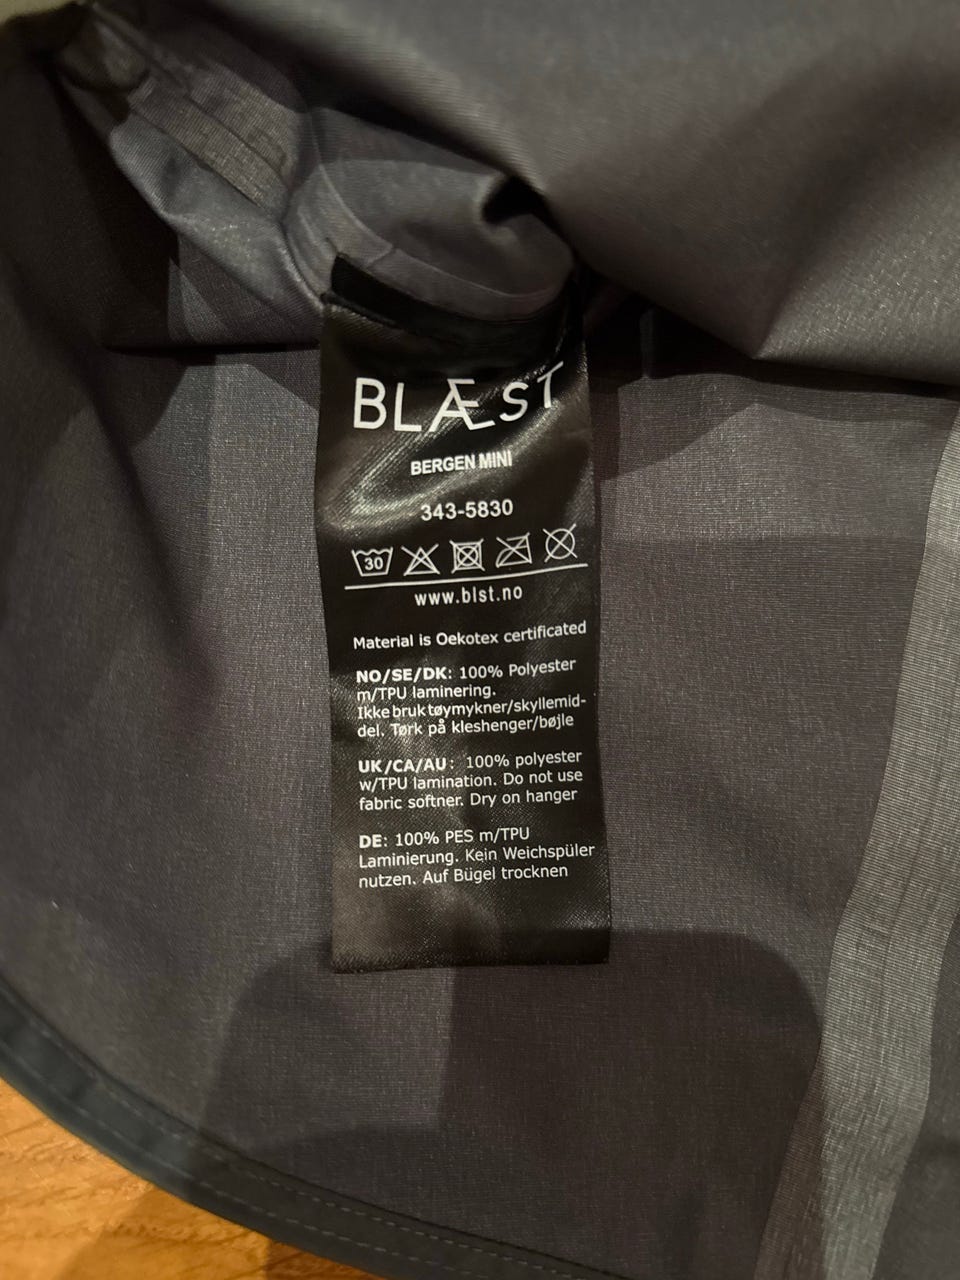 BLÆST
BERGEN MINI
343-5830
30
www.blst.no
Material is Oekotex certificated
NO/SE/DK: 100% Polyester
m/TPU laminering.
Ikke bruk tøymykner/skyllemid-
del. Tørk på kleshenger/bøjle
UK/CA/AU: 100% polyester
w/TPU lamination. Do not use
fabric softner. Dry on hanger
DE: 100% PES m/TPU
Laminierung. Kein Weichspüler
nutzen. Auf Bügel trocknen